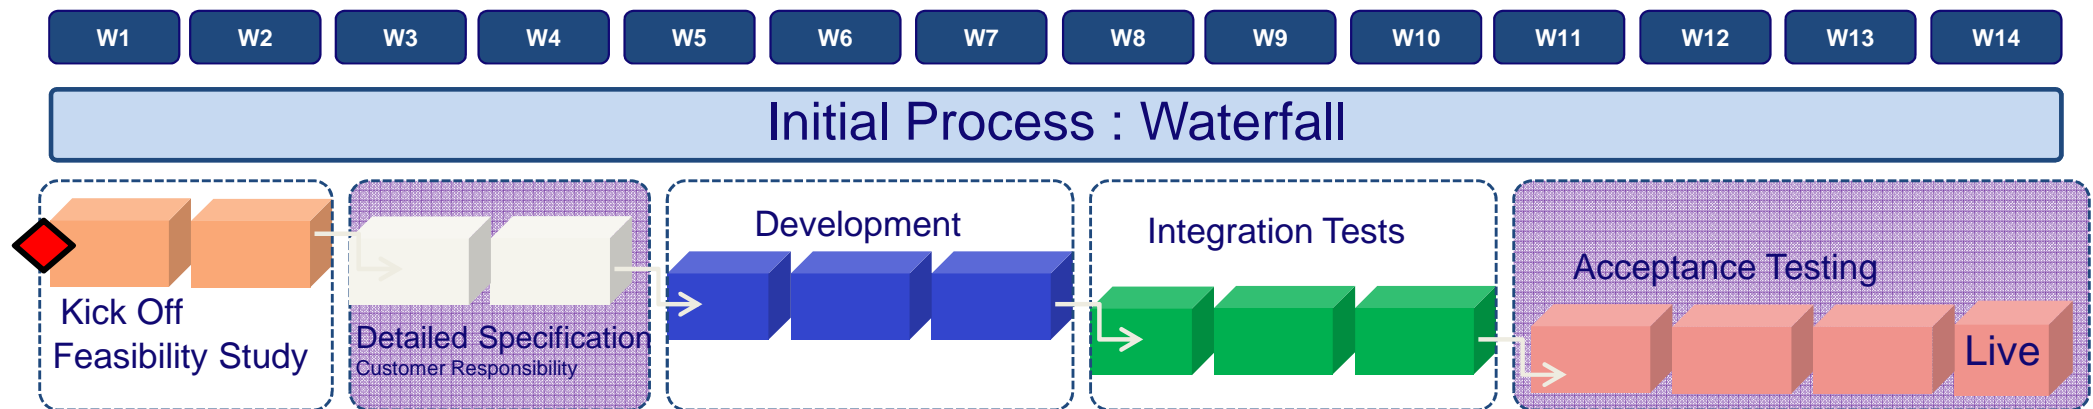 W1 W2 W3 W4 W5 W6 W7 W8 W9 W10 W11 W12 W13 W14
Initial Process : Waterfall
Kick Off
Feasibility Study
Detailed Specification
Customer Responsibility
Development
Integration Tests
Acceptance Testing
Live